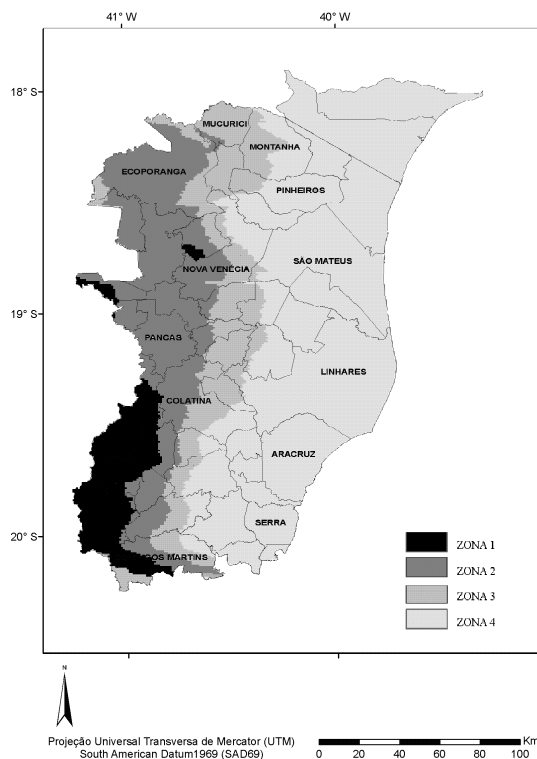 41° W
40° W
18° S
MUCURICI
MONTANHA
ECOPORANGA
PINHEIROS
SÃO MATEUS
NOVA VENÉCIA
19° S
PANCAS
LINHARES
COLATINA
ARACRUZ
SERRA
20° S
GOS MARTINS
ZONA 1
ZONA 2
ZONA 3
ZONA 4
N
Projeção Universal Transversa de Mercator (UTM)
South American Datum1969 (SAD69)
Km
0 20 40 60 80 100